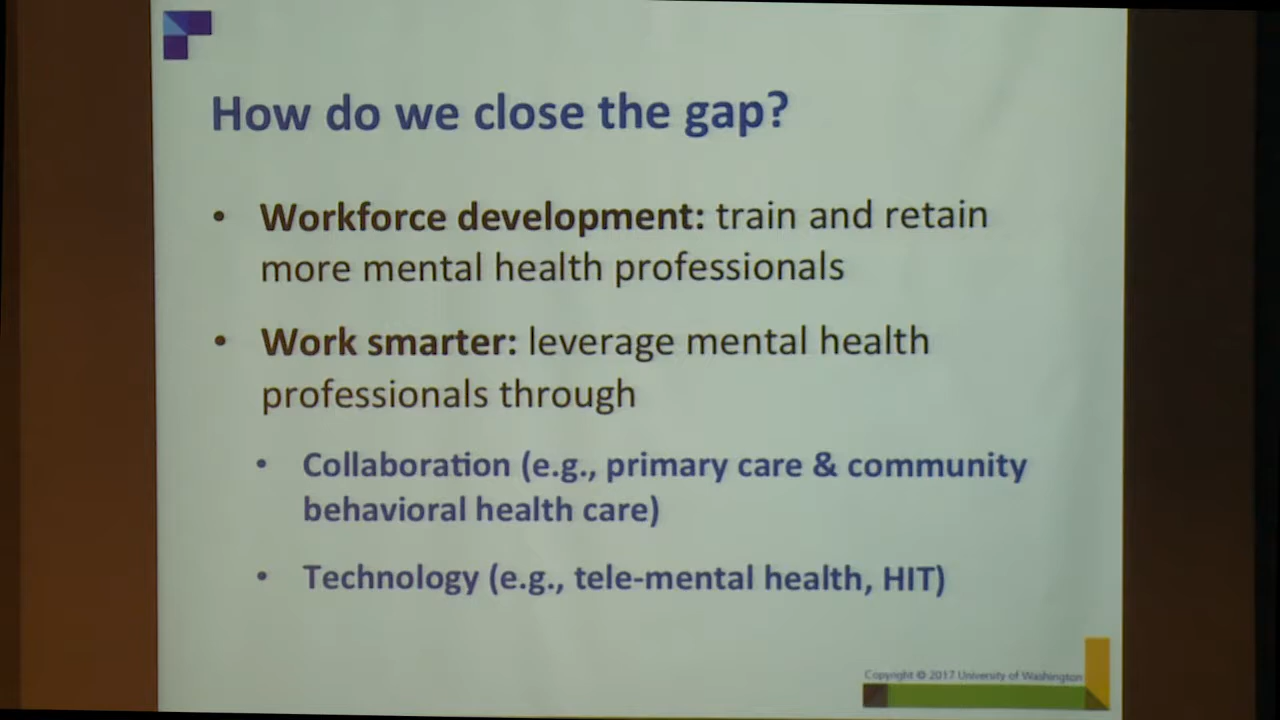 How do we close the gap?
• Workforce development: train and retain
more mental health professionals
• Work smarter: leverage mental health
professionals through
• Collaboration (e.g., primary care & community
behavioral health care)
• Technology (e.g., tele-mental health, HIT)
Copyright © 2017 University of Washington